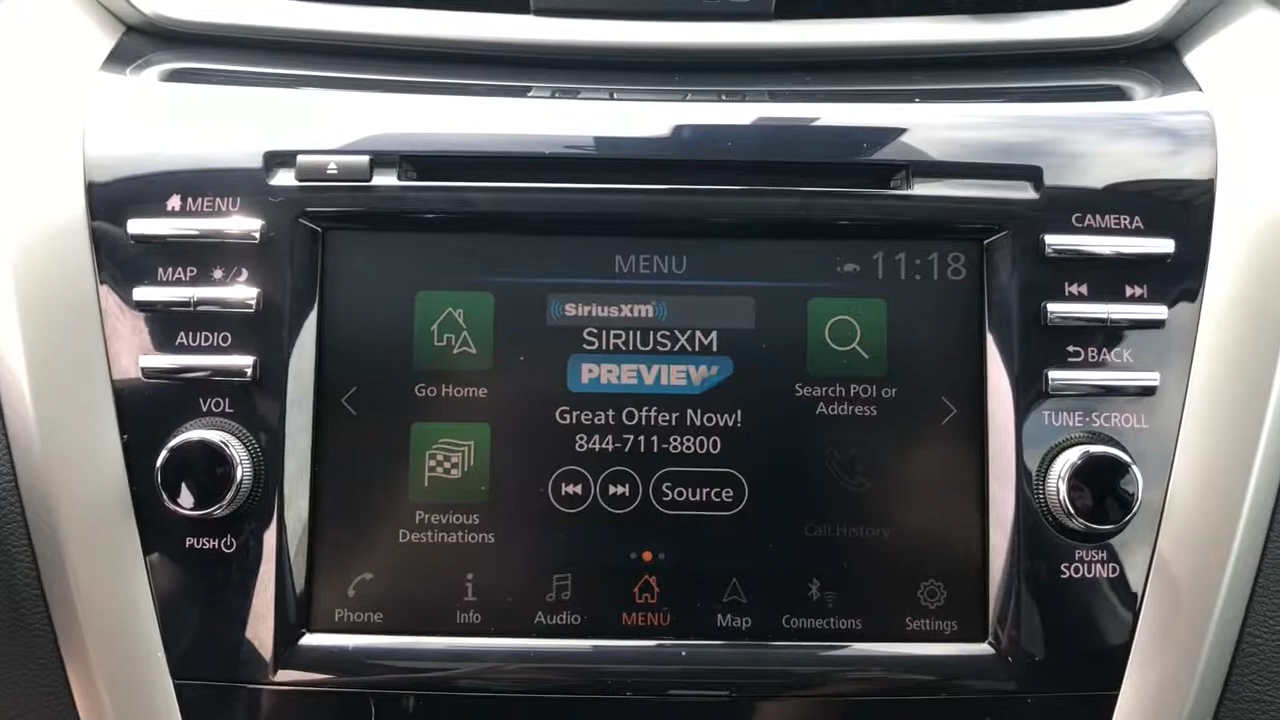 MENU
MAP
AUDIO
VOL
PUSH
MENU
11:18
Go Home
Previous
Destinations
SiriusXM
SIRIUSXM
PREVIEW
Great Offer Now!
844-711-8800
Source
Search POI or
Address
Call History
Phone
Info
Audio
MENU
Map
Connections
Settings
CAMERA
BACK
TUNE·SCROLL
PUSH
SOUND